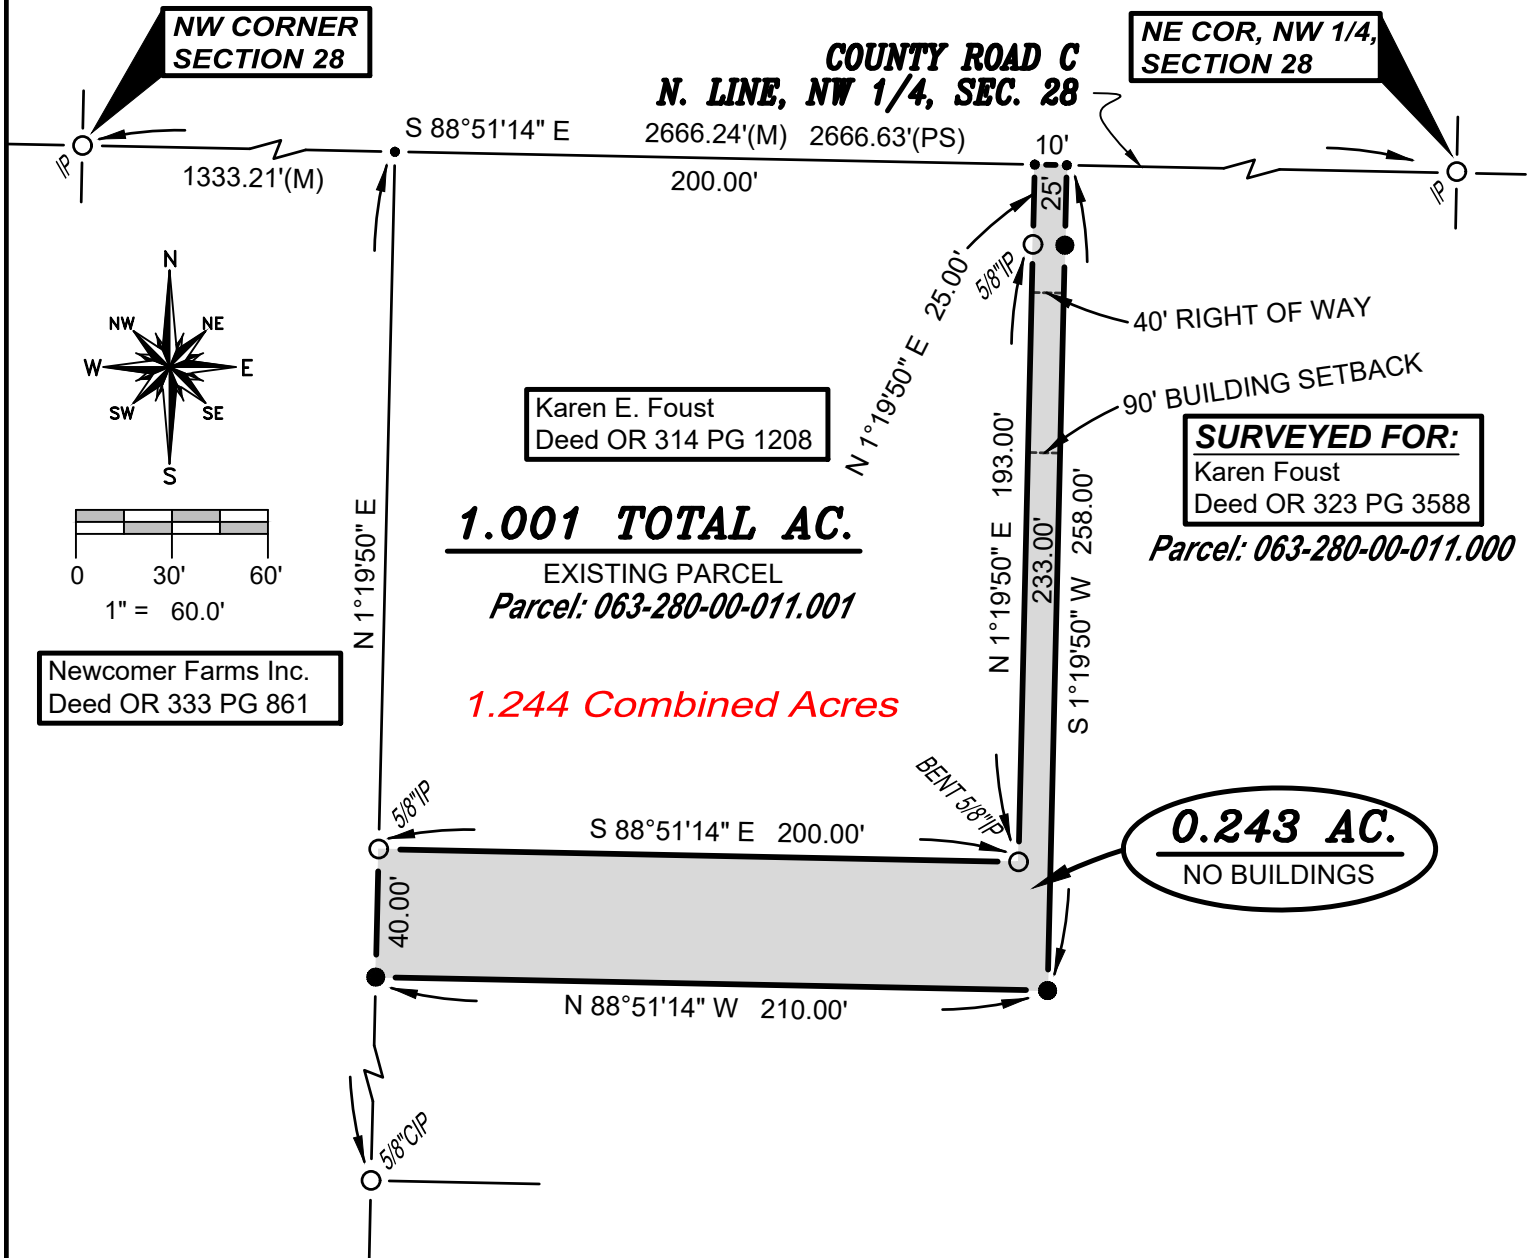 NW CORNER
SECTION 28
COUNTY ROAD C
N. LINE, NW 1/4, SEC. 28
NE COR, NW 1/4,
SECTION 28
S 88°51'14" E
2666.24'(M) 2666.63'(PS)
10'
IP
1333.21'(M)
200.00'
25'
IP
N
NW
NE
W
E
SW
SE
S
5/8"IP
N 1°19'50" E 25.00'
40' RIGHT OF WAY
90' BUILDING SETBACK
Karen E. Foust
Deed OR 314 PG 1208
SURVEYED FOR:
Karen Foust
Deed OR 323 PG 3588
Parcel: 063-280-00-011.000
0 30' 60'
1" = 60.0'
N 1°19'50" E
1.001 TOTAL AC.
EXISTING PARCEL
Parcel: 063-280-00-011.001
N 1°19'50" E 193.00'
233.00'
S 1°19'50" W 258.00'
Newcomer Farms Inc.
Deed OR 333 PG 861
1.244 Combined Acres
5/8"IP
BENT 5/8"IP
S 88°51'14" E 200.00'
0.243 AC.
NO BUILDINGS
40.00'
N 88°51'14" W 210.00'
5/8"CIP